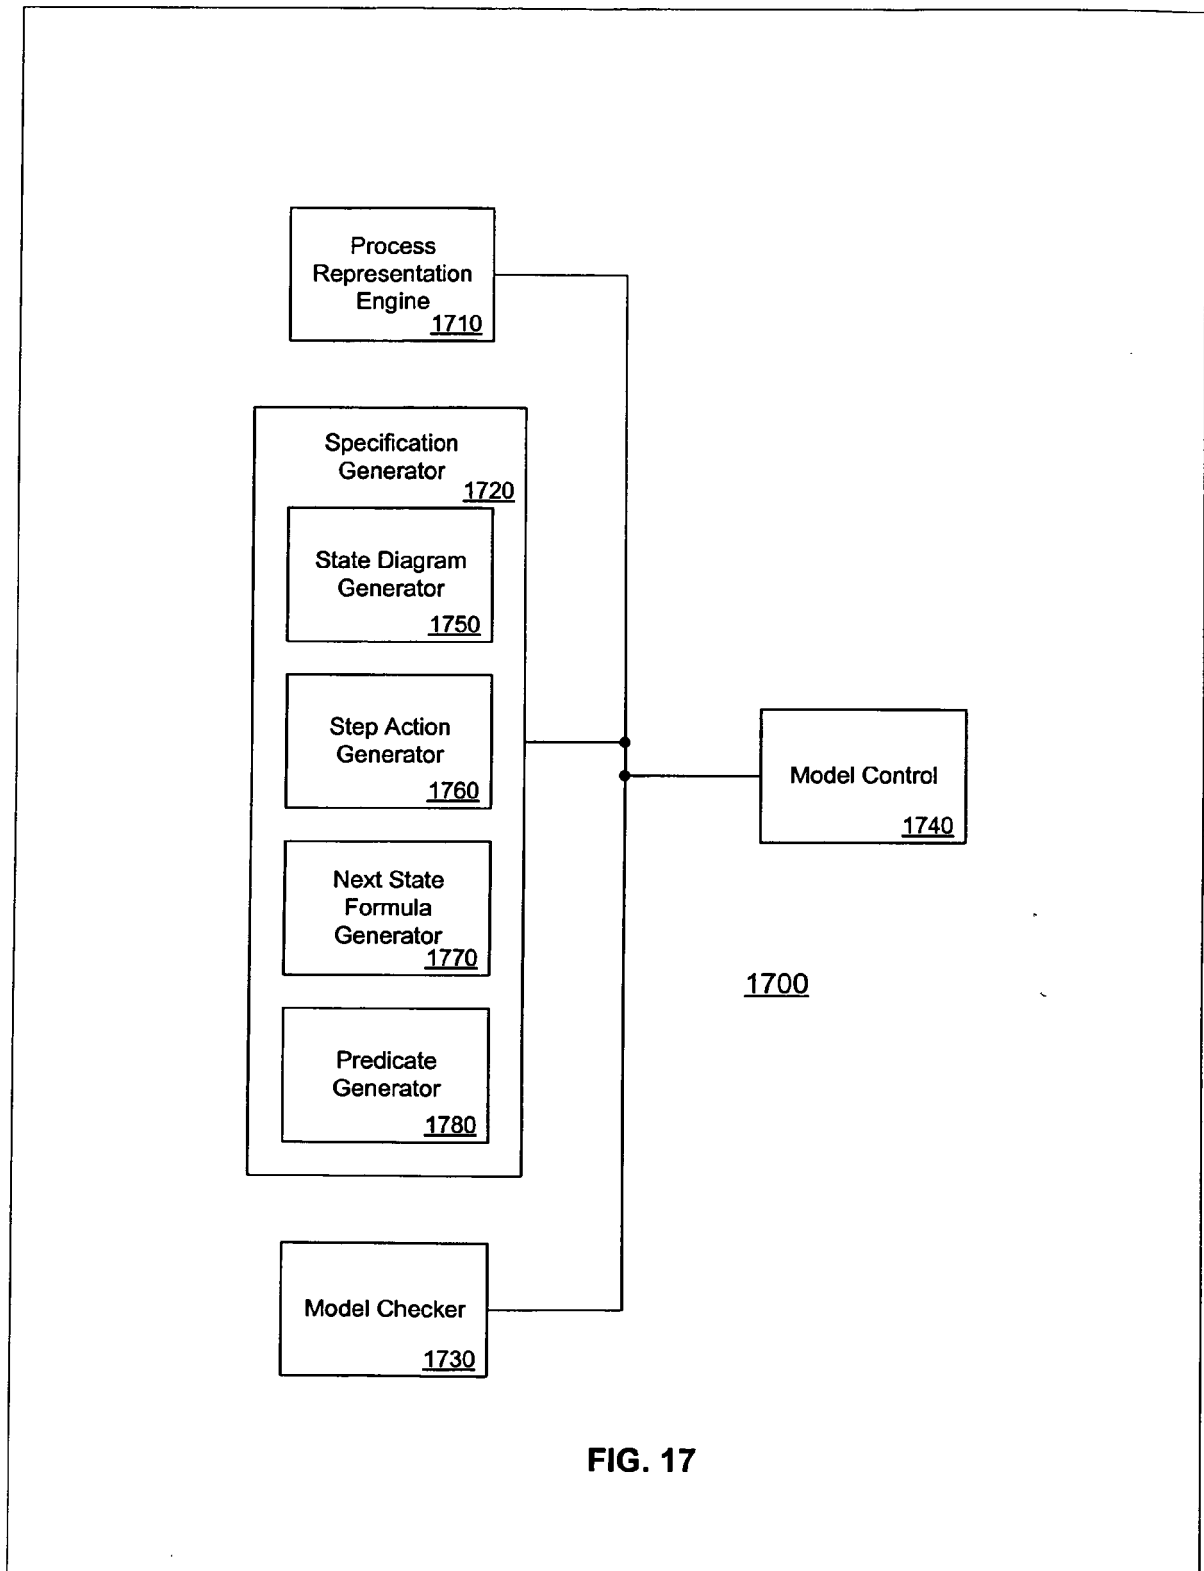 Process
Representation
Engine
1710
Specification
Generator
1720
State Diagram
Generator
1750
Step Action
Generator
1760
Next State
Formula
Generator
1770
Predicate
Generator
1780
Model Checker
1730
Model Control
1740
1700
FIG. 17